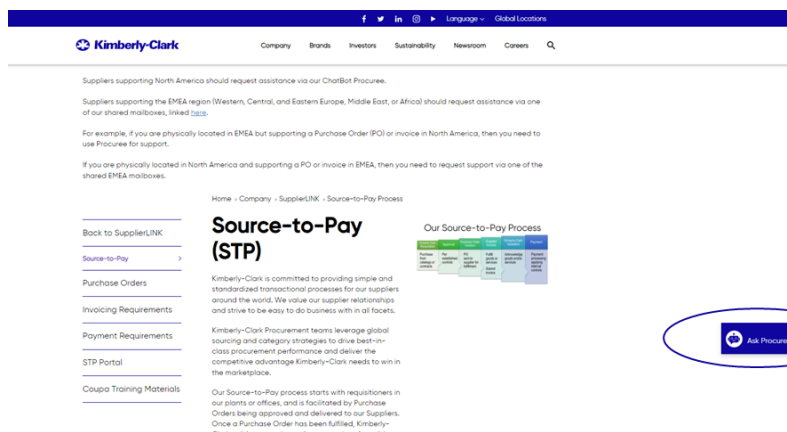 Language
Global Locations
Kimberly-Clark
Company
Brands
Investors
Sustainability
Newsroom
Careers
Suppliers supporting North America should request assistance via our ChatBot Procuree.
Suppliers supporting the EMEA region (Western, Central, and Eastern Europe, Middle East, or Africa) should request assistance via one
of our shared mailboxes, linked here.
For example, if you are physically located in EMEA but supporting a Purchase Order (PO) or invoice in North America, then you need to
use Procuree for support.
If you are physically located in North America and supporting a PO or invoice in EMEA, then you need to request support via one of the
shared EMEA mailboxes.
Home › Company › SupplierLINK › Source-to-Pay Process
Back to SupplierLINK
Source-to-Pay
Purchase Orders
Invoicing Requirements
Payment Requirements
STP Portal
Coupa Training Materials
Source-to-Pay
(STP)
Kimberly-Clark is committed to providing simple and
standardized transactional processes for our suppliers
around the world. We value our supplier relationships
and strive to be easy to do business with in all facets.
Kimberly-Clark Procurement teams leverage global
sourcing and category strategies to drive best-in-
class procurement performance and deliver the
competitive advantage Kimberly-Clark needs to win in
the marketplace.
Our Source-to-Pay process starts with requisitioners in
our plants or offices, and is facilitated by Purchase
Orders being approved and delivered to our Suppliers.
Once a Purchase Order has been fulfilled, Kimberly-
Our Source-to-Pay Process
Payment
Ask Procure